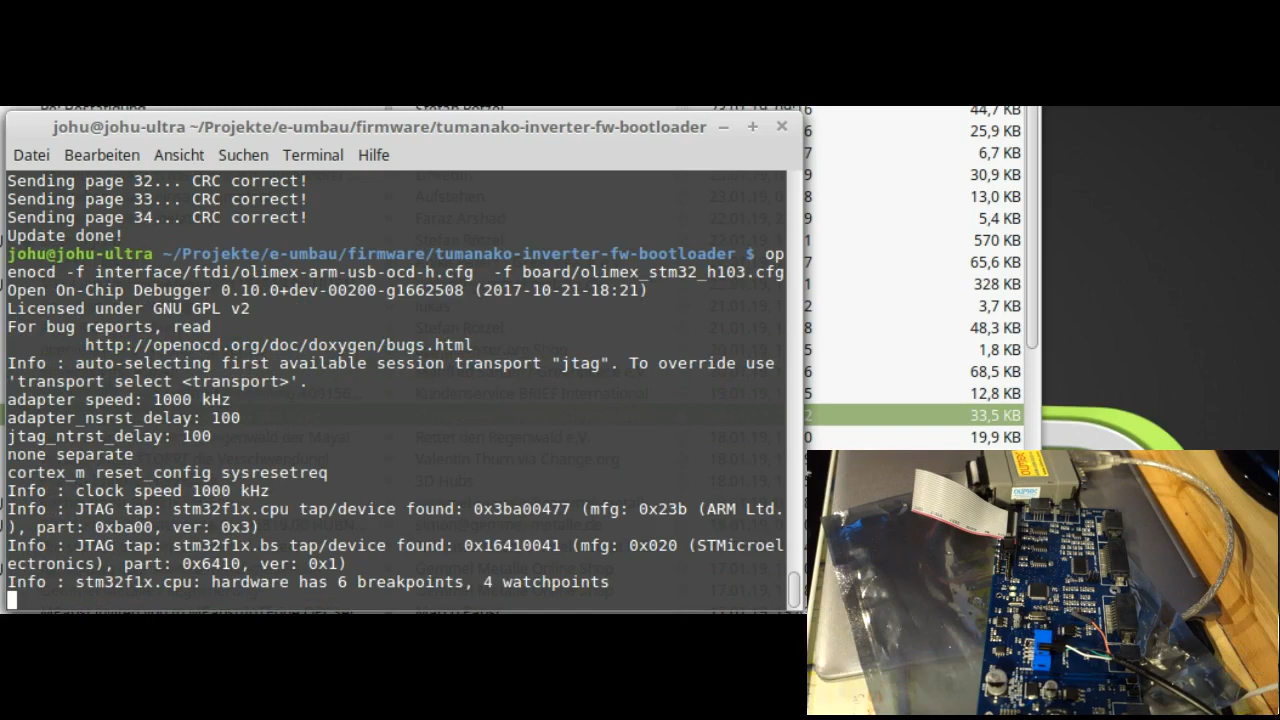 johu@johu-ultra ~/Projekte/e-umbau/firmware/tumanako-inverter-fw-bootloader
Datei Bearbeiten Ansicht Suchen Terminal Hilfe
Sending page 32... CRC correct!
Sending page 33... CRC correct!
Sending page 34... CRC correct!
Update done!
johu@johu-ultra ~/Projekte/e-umbau/firmware/tumanako-inverter-fw-bootloader $ op
enocd -f interface/ftdi/olimex-arm-usb-ocd-h.cfg  -f board/olimex_stm32_h103.cfg
Open On-Chip Debugger 0.10.0+dev-00200-g1662508 (2017-10-21-18:21)
Licensed under GNU GPL v2
For bug reports, read
http://openocd.org/doc/doxygen/bugs.html
Info : auto-selecting first available session transport "jtag". To override use
'transport select <transport>'.
adapter speed: 1000 kHz
adapter_nsrst_delay: 100
jtag_ntrst_delay: 100
none separate
cortex_m reset_config sysresetreq
Info : clock speed 1000 kHz
Info : JTAG tap: stm32f1x.cpu tap/device found: 0x3ba00477 (mfg: 0x23b (ARM Ltd.
), part: 0xba00, ver: 0x3)
Info : JTAG tap: stm32f1x.bs tap/device found: 0x16410041 (mfg: 0x020 (STMicroel
ectronics), part: 0x6410, ver: 0x1)
Info : stm32f1x.cpu: hardware has 6 breakpoints, 4 watchpoints
44,7 KB
25,9 KB
6,7 KB
30,9 KB
13,0 KB
5,4 KB
570 KB
65,6 KB
328 KB
3,7 KB
48,3 KB
1,8 KB
68,5 KB
12,8 KB
33,5 KB
19,9 KB